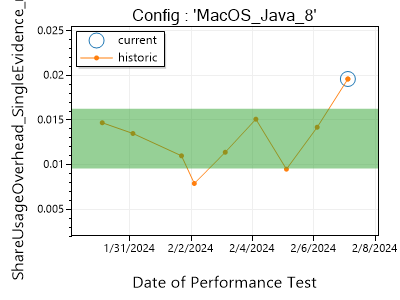 Config : 'MacOS_Java_8'
current
historic
0.025
0.02
0.015
0.01
0.005
ShareUsageOverhead_SingleEvidence_
1/31/2024
2/2/2024
2/4/2024
2/6/2024
2/8/2024
Date of Performance Test